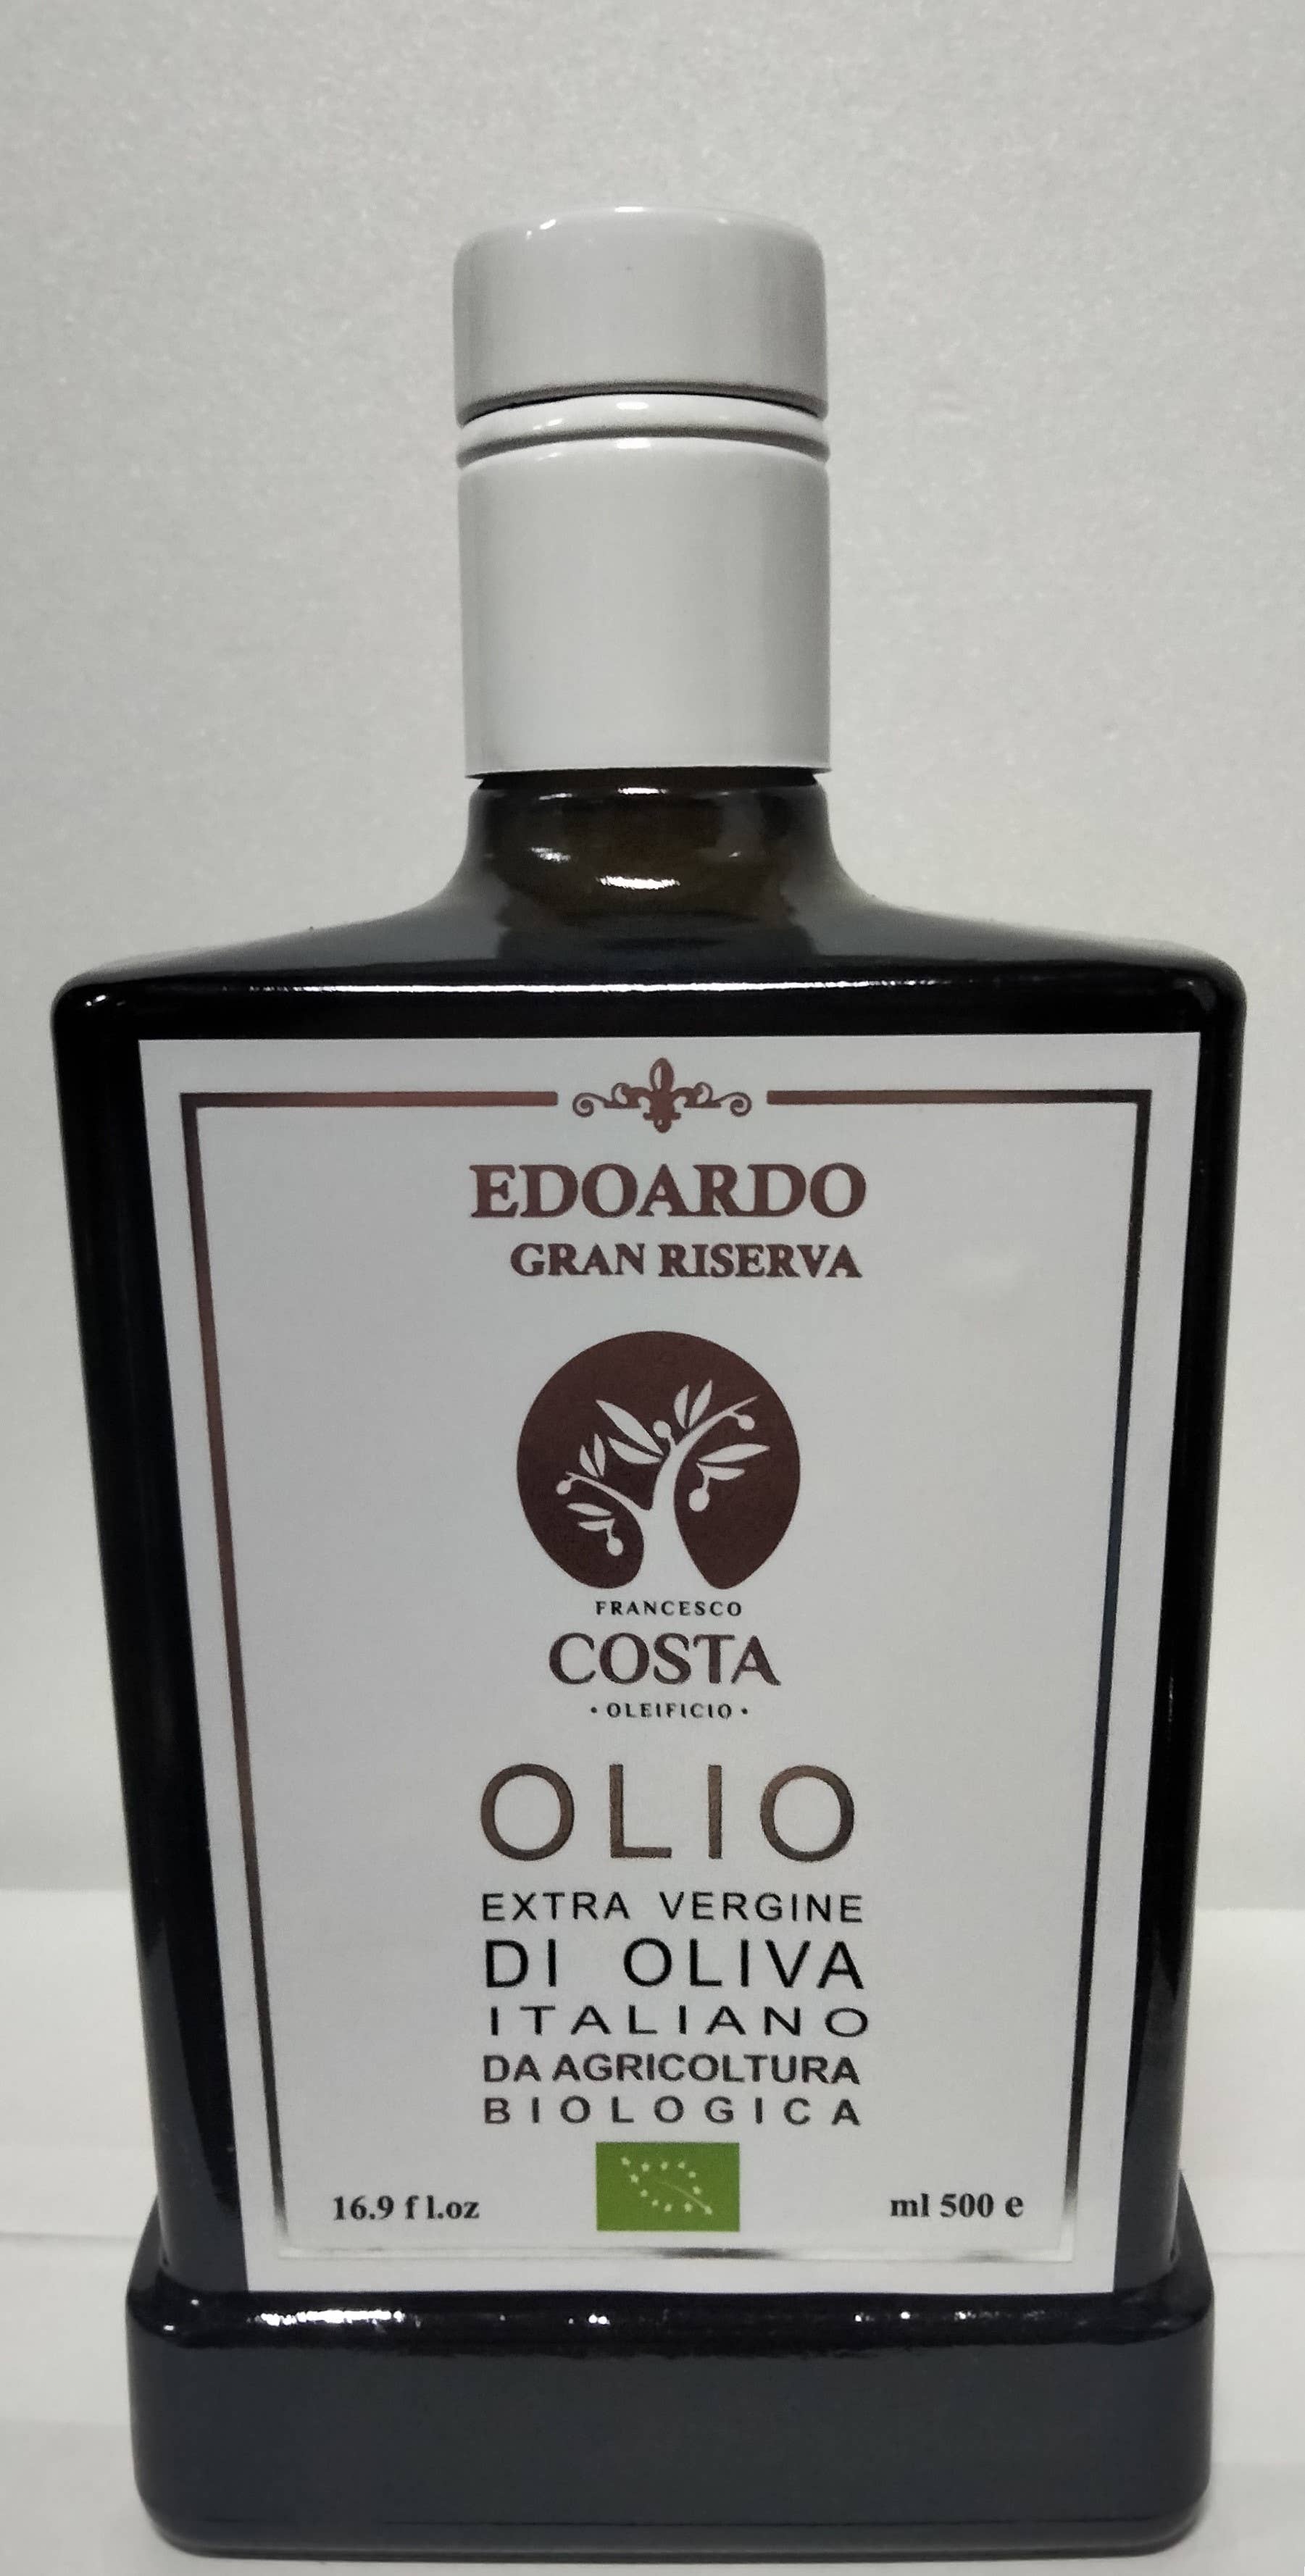 EDOARDO
GRAN RISERVA
FRANCESCO
COSTA
• OLEIFICIO •
OLIO
EXTRA VERGINE
DI OLIVA
ITALIANO
DA AGRICOLTURA
BIOLOGICA
16.9 f l.oz ml 500 e